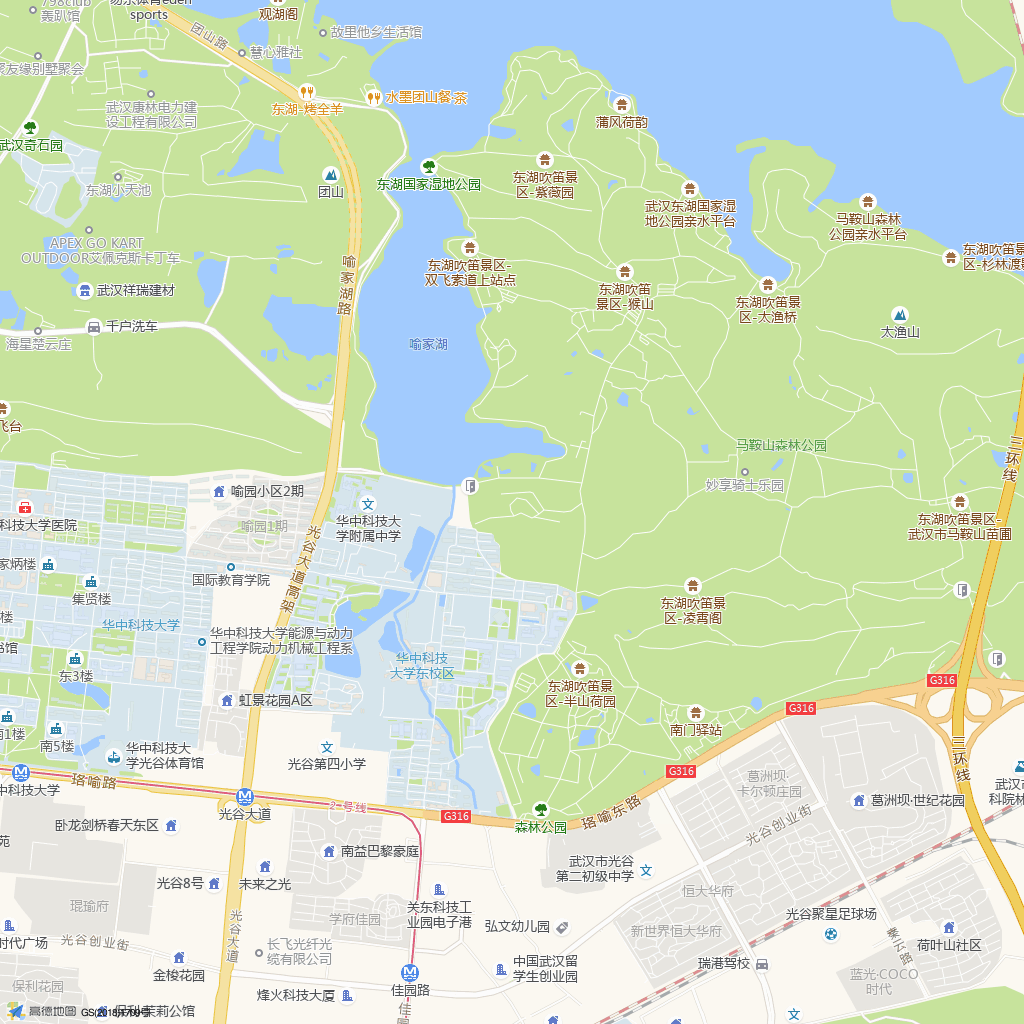 798club
轰趴馆
易尔体育eden
sports
观湖阁
故里他乡生活馆
团山路
慧心雅社
聚友缘别墅聚会
武汉康林电力建
设工程有限公司
东湖-烤全羊
水墨团山餐·茶
蒲风荷韵
武汉奇石园
东湖小天池
团山
东湖国家湿地公园
东湖吹笛景
区-紫薇园
武汉东湖国家湿
地公园亲水平台
马鞍山森林
公园亲水平台
APEX GO KART
OUTDOOR艾佩克斯卡丁车
东湖吹笛景区-
双飞索道上站点
东湖吹笛景
区-杉林渡
喻家湖路
武汉祥瑞建材
东湖吹笛
景区-猴山
东湖吹笛景
区-太渔桥
千户洗车
海星楚云庄
喻家湖
太渔山
飞台
马鞍山森林公园
妙享骑士乐园
三环线
喻园小区2期
喻园1期
科技大学医院
华中科技大
学附属中学
光谷大道高架
东湖吹笛景区-
武汉市马鞍山苗圃
家炳楼
集贤楼
国际教育学院
东湖吹笛景
区-凌霄阁
楼
华中科技大学
华中科技大学能源与动力
工程学院动力机械工程系
书馆
东3楼
华中科技
大学东校区
东湖吹笛景
区-半山荷园
虹景花园A区
G316
G316
南1楼
南5楼
华中科技大
学光谷体育馆
光谷第四小学
南门驿站
三环线
G316
中科技大学
珞喻路
光谷大道
2号线
G316
森林公园
珞喻东路
葛洲坝·
卡尔顿庄园
葛洲坝·世纪花园
武汉市
科院林
光谷创业街
卧龙剑桥春天东区
苑
南益巴黎豪庭
武汉市光谷
第二初级中学
光谷8号
未来之光
恒大华府
琨瑜府
学府佳园
关东科技工
业园电子港
弘文幼儿园
新世界恒大华府
光谷聚星足球场
秀云路
荷叶山社区
时代广场
光谷创业街
光谷大道
长飞光纤光
缆有限公司
中国武汉留
学生创业园
瑞港驾校
蓝光·COCO
时代
金梭花园
佳园路
保利花园
烽火科技大厦
高德地图
保利·茉莉公馆
佳园